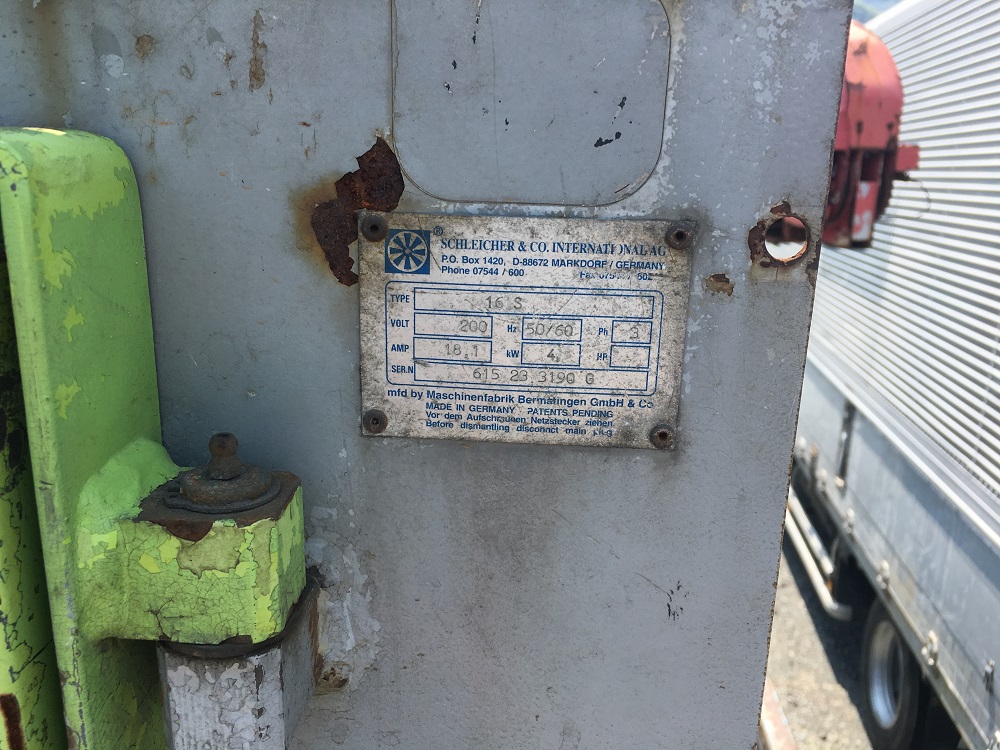 ® SCHLEICHER & CO. INTERNATIONAL AG
P.O. Box 1420, D-88672 MARKDORF / GERMANY
Phone 07544 / 600 Fax
TYPE 16 S
VOLT 200 Hz 50/60 Ph 3
AMP 18,1 kW 4, HP
SER.N 615 23 3190 G
mfd by Maschinenfabrik Bermatingen GmbH & Co
MADE IN GERMANY PATENTS PENDING
Vor dem Aufschrauben Netzstecker ziehen
Before dismantling disconnct main plug